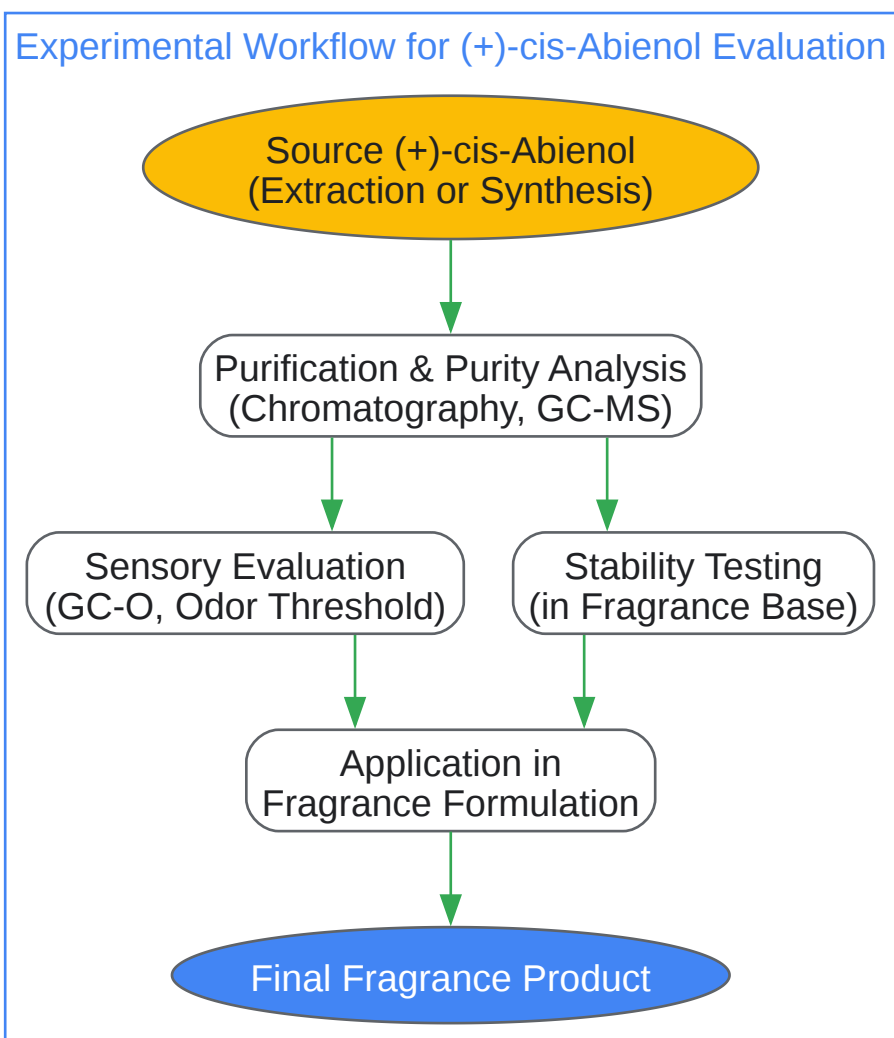 Experimental Workflow for (+)-cis-Abienol Evaluation
Source (+)-cis-Abienol
(Extraction or Synthesis)
Purification & Purity Analysis
(Chromatography, GC-MS)
Sensory Evaluation
(GC-O, Odor Threshold)
Stability Testing
(in Fragrance Base)
Application in
Fragrance Formulation
Final Fragrance Product